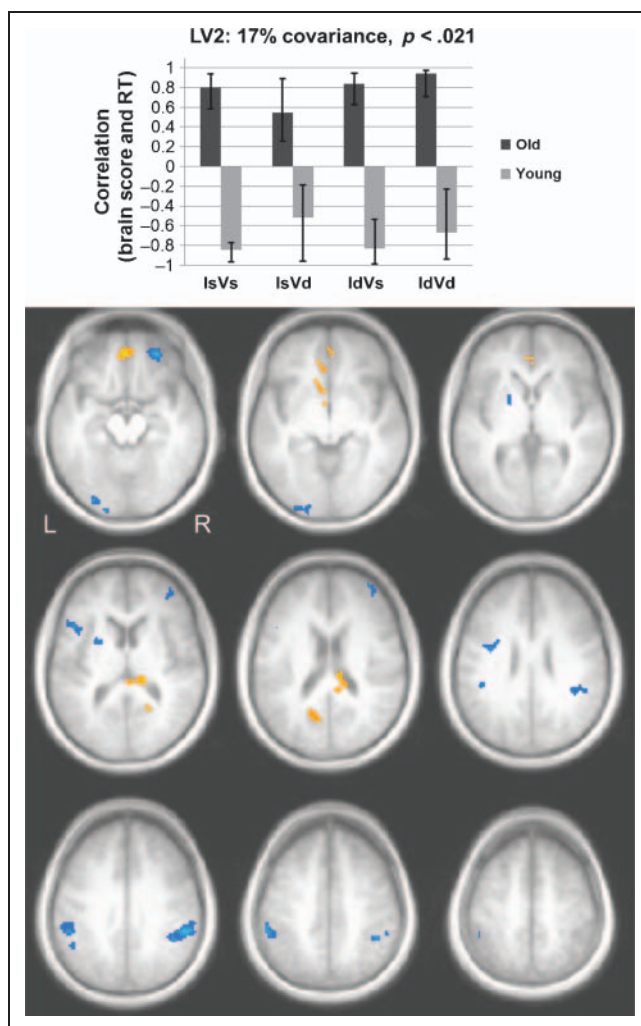 LV2: 17% covariance, p < .021
Correlation
(brain score and RT)
1
0.8
0.6
0.4
0.2
0
−0.2
−0.4
−0.6
−0.8
−1
IsVs
IsVd
IdVs
IdVd
Old
Young
L
R